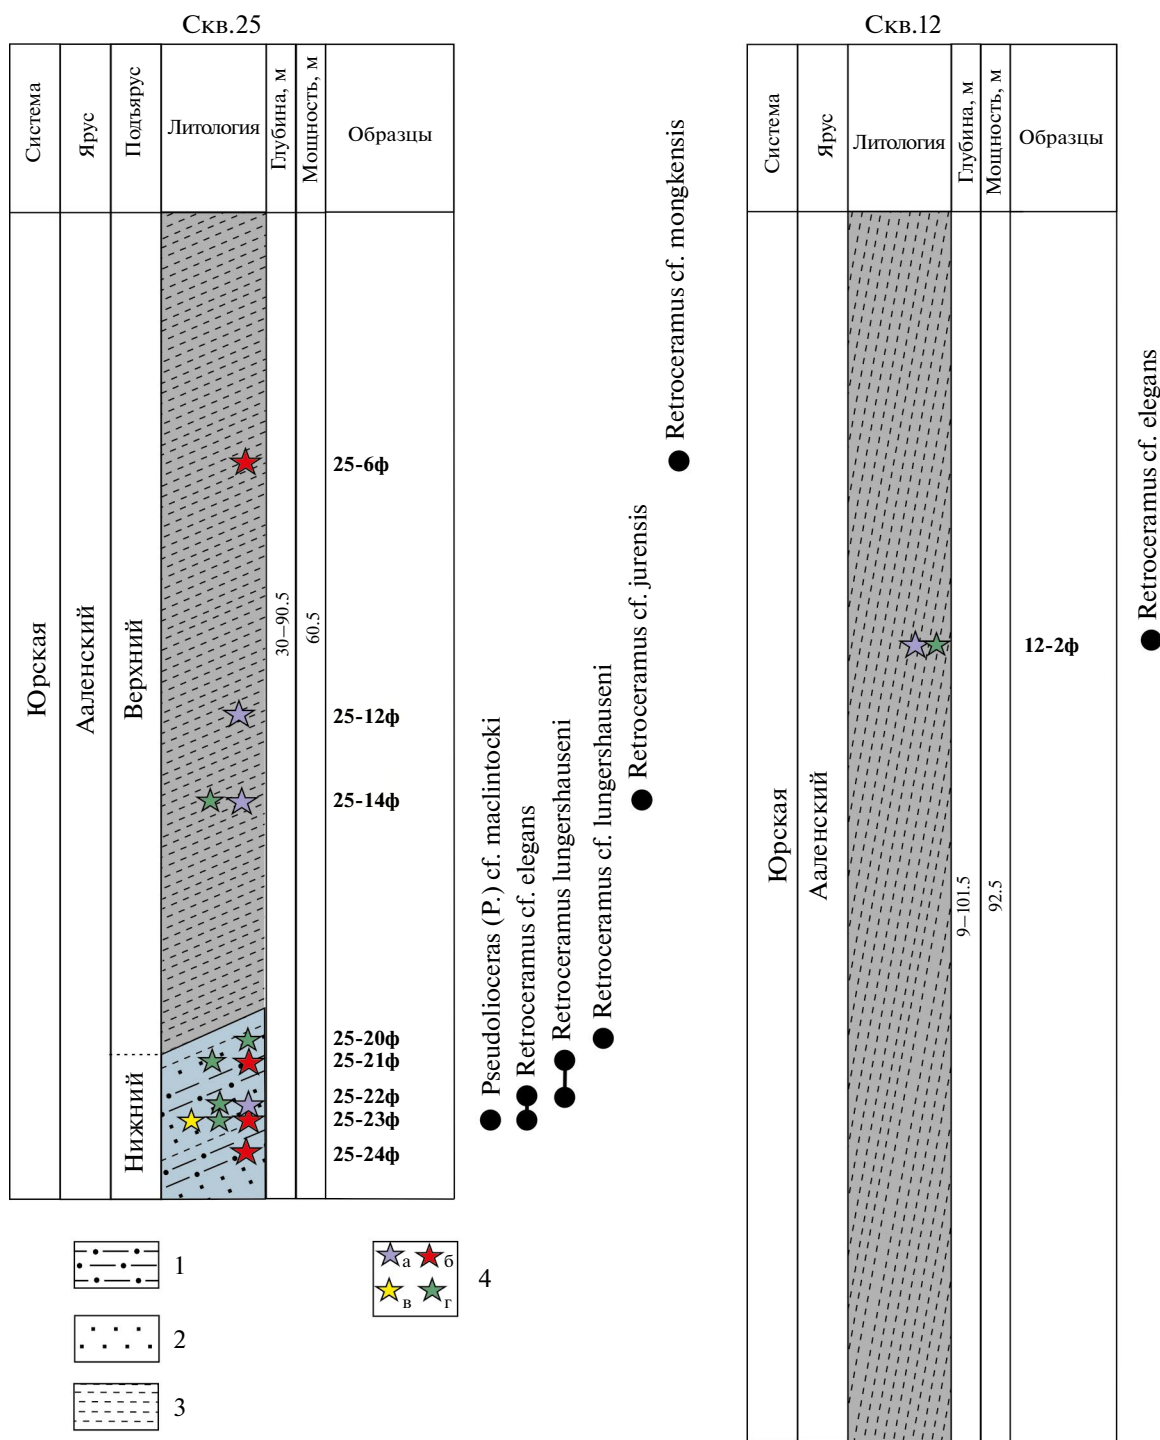 Скв.25
Система
Ярус
Подъярус
Литология
Глубина, м
Мощность, м
Образцы
Юрская
Ааленский
Верхний
Нижний
30–90.5
60.5
25-6ф
25-12ф
25-14ф
25-20ф
25-21ф
25-22ф
25-23ф
25-24ф
Pseudolioceras (P.) cf. maclintocki
Retroceramus cf. elegans
Retroceramus lungershauseni
Retroceramus cf. lungershauseni
Retroceramus cf. jurensis
Retroceramus cf. mongkensis
Скв.12
Система
Ярус
Литология
Глубина, м
Мощность, м
Образцы
Юрская
Ааленский
9–101.5
92.5
12-2ф
Retroceramus cf. elegans
1
2
3
а б
в г
4